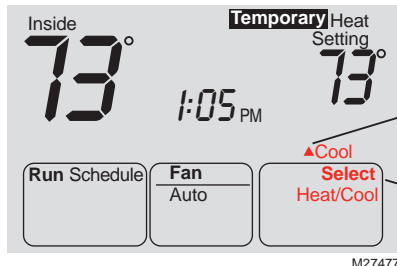 Inside
Temporary Heat
Setting
73°
73°
1:05 PM
▲Cool
Run Schedule
Fan
Auto
Select
Heat/Cool
M27477